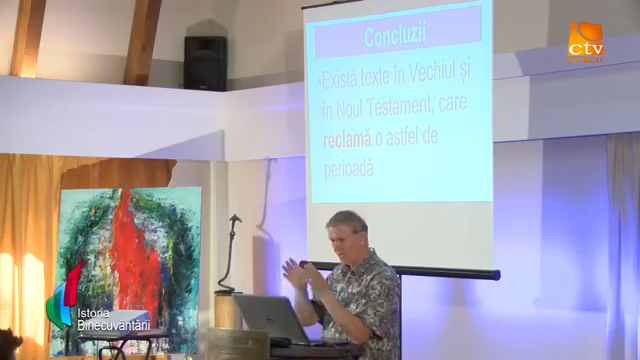 Concluzii
•Există texte în Vechiul și
în Noul Testament, care
reclamă o astfel de
perioadă
ctv
Istoria
Binecuvântării